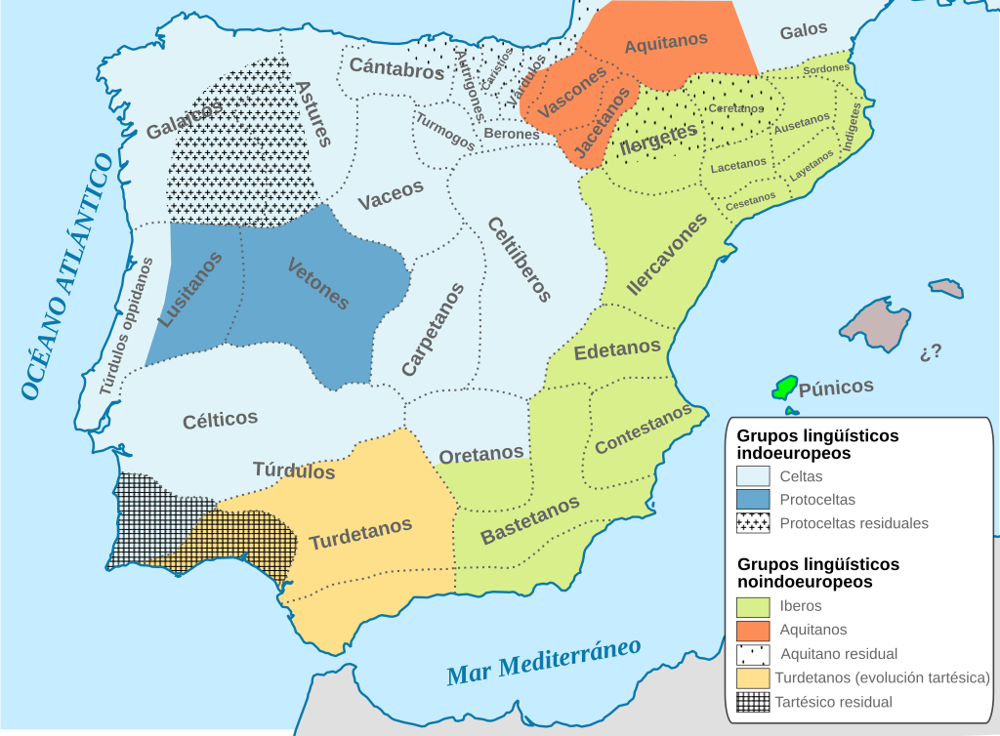 Galos
Aquitanos
Sordones
Cántabros
Autrigones
Caristios
Várdulos
Vascones
Jacetanos
Ceretanos
Ilergetes
Ausetanos
Indigetes
Galaicos
Astures
Turmogos
Berones
Lacetanos
Layetanos
Cesetanos
Vaceos
Celtíberos
Ilercavones
OCÉANO ATLÁNTICO
Túrdulos oppidanos
Lusitanos
Vetones
Carpetanos
Edetanos
¿?
Púnicos
Célticos
Contestanos
Túrdulos
Oretanos
Turdetanos
Bastetanos
Mar Mediterráneo
Grupos lingüísticos
indoeuropeos
Celtas
Protoceltas
Protoceltas residuales
Grupos lingüísticos
noindoeuropeos
Iberos
Aquitanos
Aquitano residual
Turdetanos (evolución tartésica)
Tartésico residual